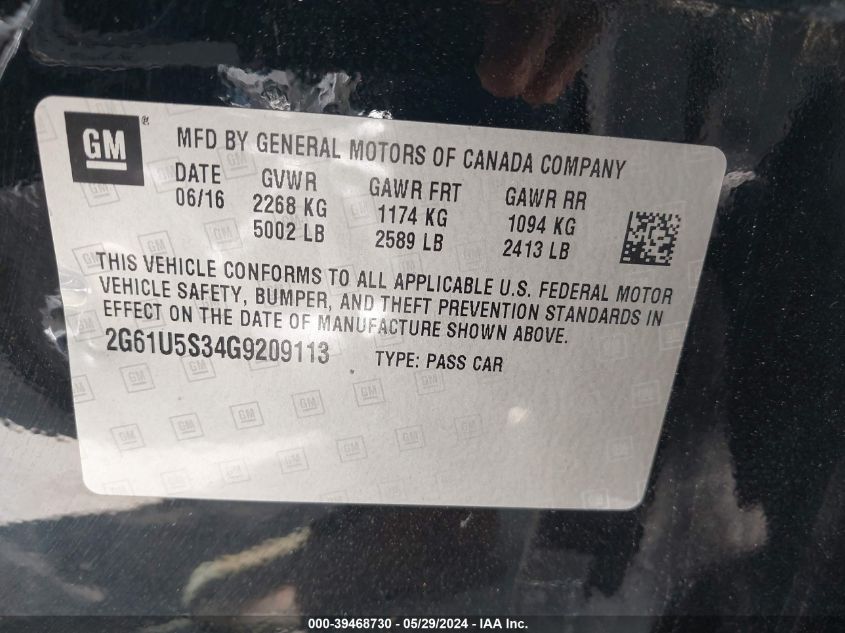 GM ® MFD BY GENERAL MOTORS OF CANADA COMPANY
DATE GVWR GAWR FRT GAWR RR
06/16 2268 KG 1174 KG 1094 KG
5002 LB 2589 LB 2413 LB
THIS VEHICLE CONFORMS TO ALL APPLICABLE U.S. FEDERAL MOTOR
VEHICLE SAFETY, BUMPER, AND THEFT PREVENTION STANDARDS IN
EFFECT ON THE DATE OF MANUFACTURE SHOWN ABOVE.
2G61U5S34G9209113 TYPE: PASS CAR
000-39468730 - 05/29/2024 - IAA Inc.